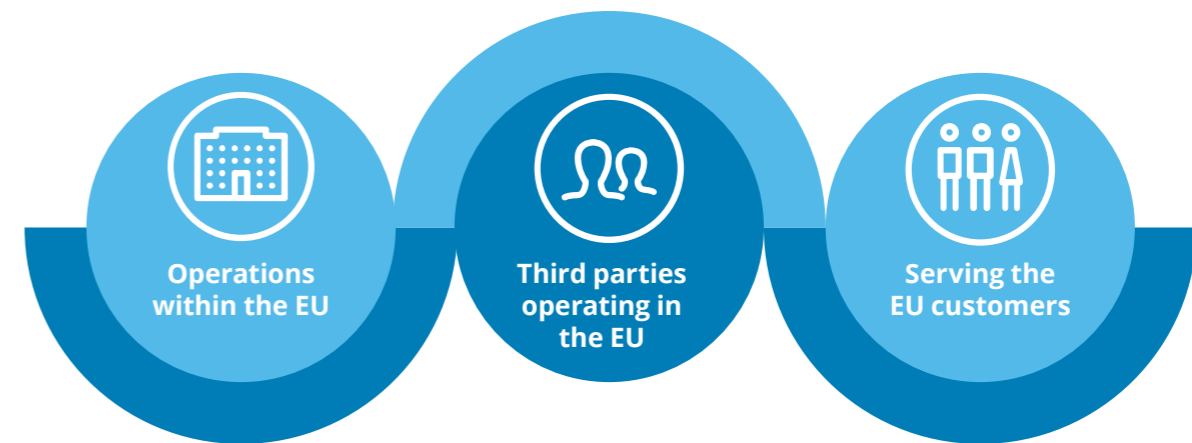 Operations
within the EU
Third parties
operating in
the EU
Serving the
EU customers